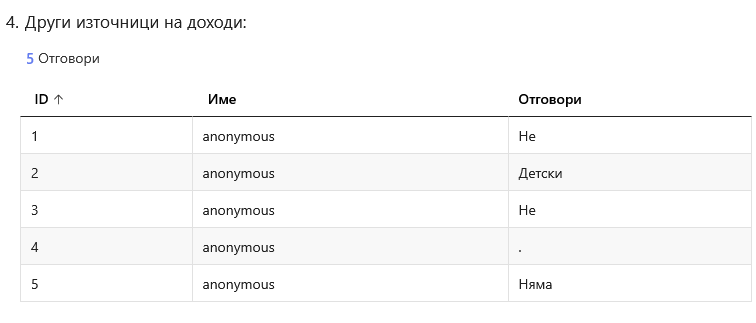 4. Други източници на доходи:
5 Отговори
ID ↑ Име Отговори
1 anonymous Не
2 anonymous Детски
3 anonymous Не
4 anonymous .
5 anonymous Няма